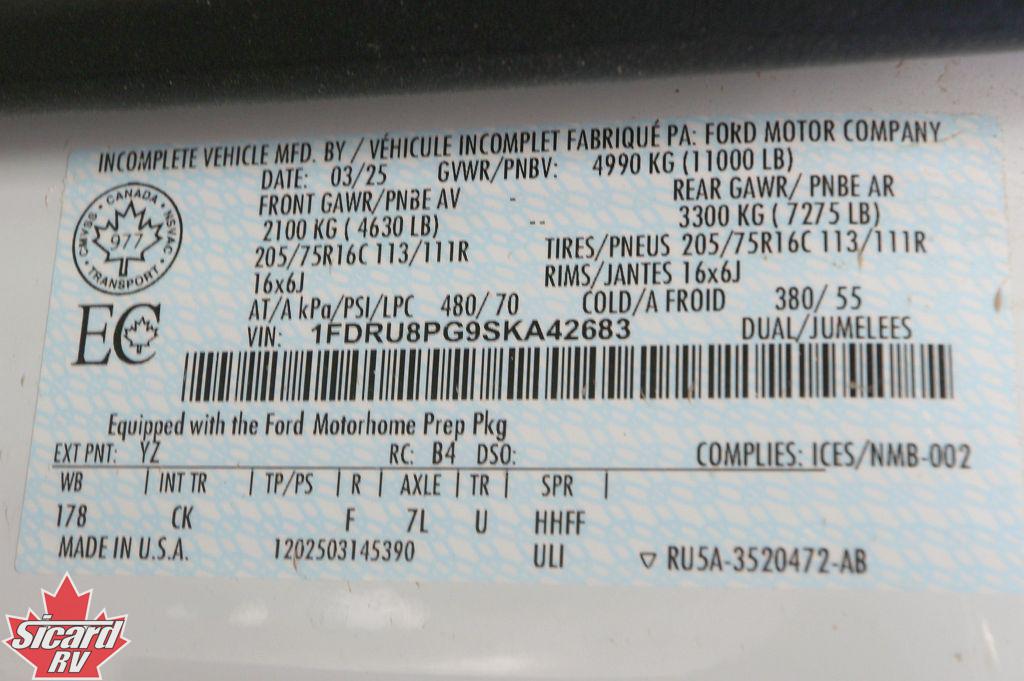 INCOMPLETE VEHICLE MFD. BY / VÉHICULE INCOMPLET FABRIQUÉ PA: FORD MOTOR COMPANY
DATE: 03/25 GVWR/PNBV: 4990 KG (11000 LB)
FRONT GAWR/PNBE AV - REAR GAWR/ PNBE AR
2100 KG ( 4630 LB) -- 3300 KG ( 7275 LB)
205/75R16C 113/111R TIRES/PNEUS 205/75R16C 113/111R
16x6J RIMS/JANTES 16x6J
AT/A kPa/PSI/LPC 480/ 70 COLD/A FROID 380/ 55
VIN: 1FDRU8PG9SKA42683 DUAL/JUMELEES
CANADA
977
TRANSPORT
CMVSS
NSVAC
EC
Equipped with the Ford Motorhome Prep Pkg
EXT PNT: YZ RC: B4 DSO: COMPLIES: ICES/NMB-002
WB | INT TR | TP/PS | R | AXLE | TR | SPR |
178 CK F 7L U HHFF
MADE IN U.S.A. 1202503145390 ULI ▽ RU5A-3520472-AB
Sicard
RV